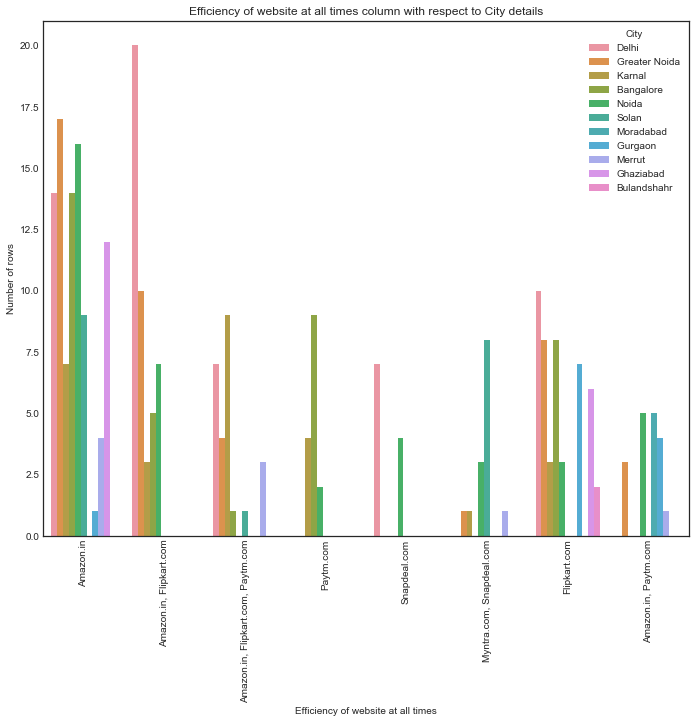 Efficiency of website at all times column with respect to City details
City
Delhi
Greater Noida
Karnal
Bangalore
Noida
Solan
Moradabad
Gurgaon
Merrut
Ghaziabad
Bulandshahr
20.0
17.5
15.0
12.5
10.0
7.5
5.0
2.5
0.0
Number of rows
Amazon.in
Amazon.in, Flipkart.com
Amazon.in, Flipkart.com, Paytm.com
Paytm.com
Snapdeal.com
Myntra.com, Snapdeal.com
Flipkart.com
Amazon.in, Paytm.com
Efficiency of website at all times